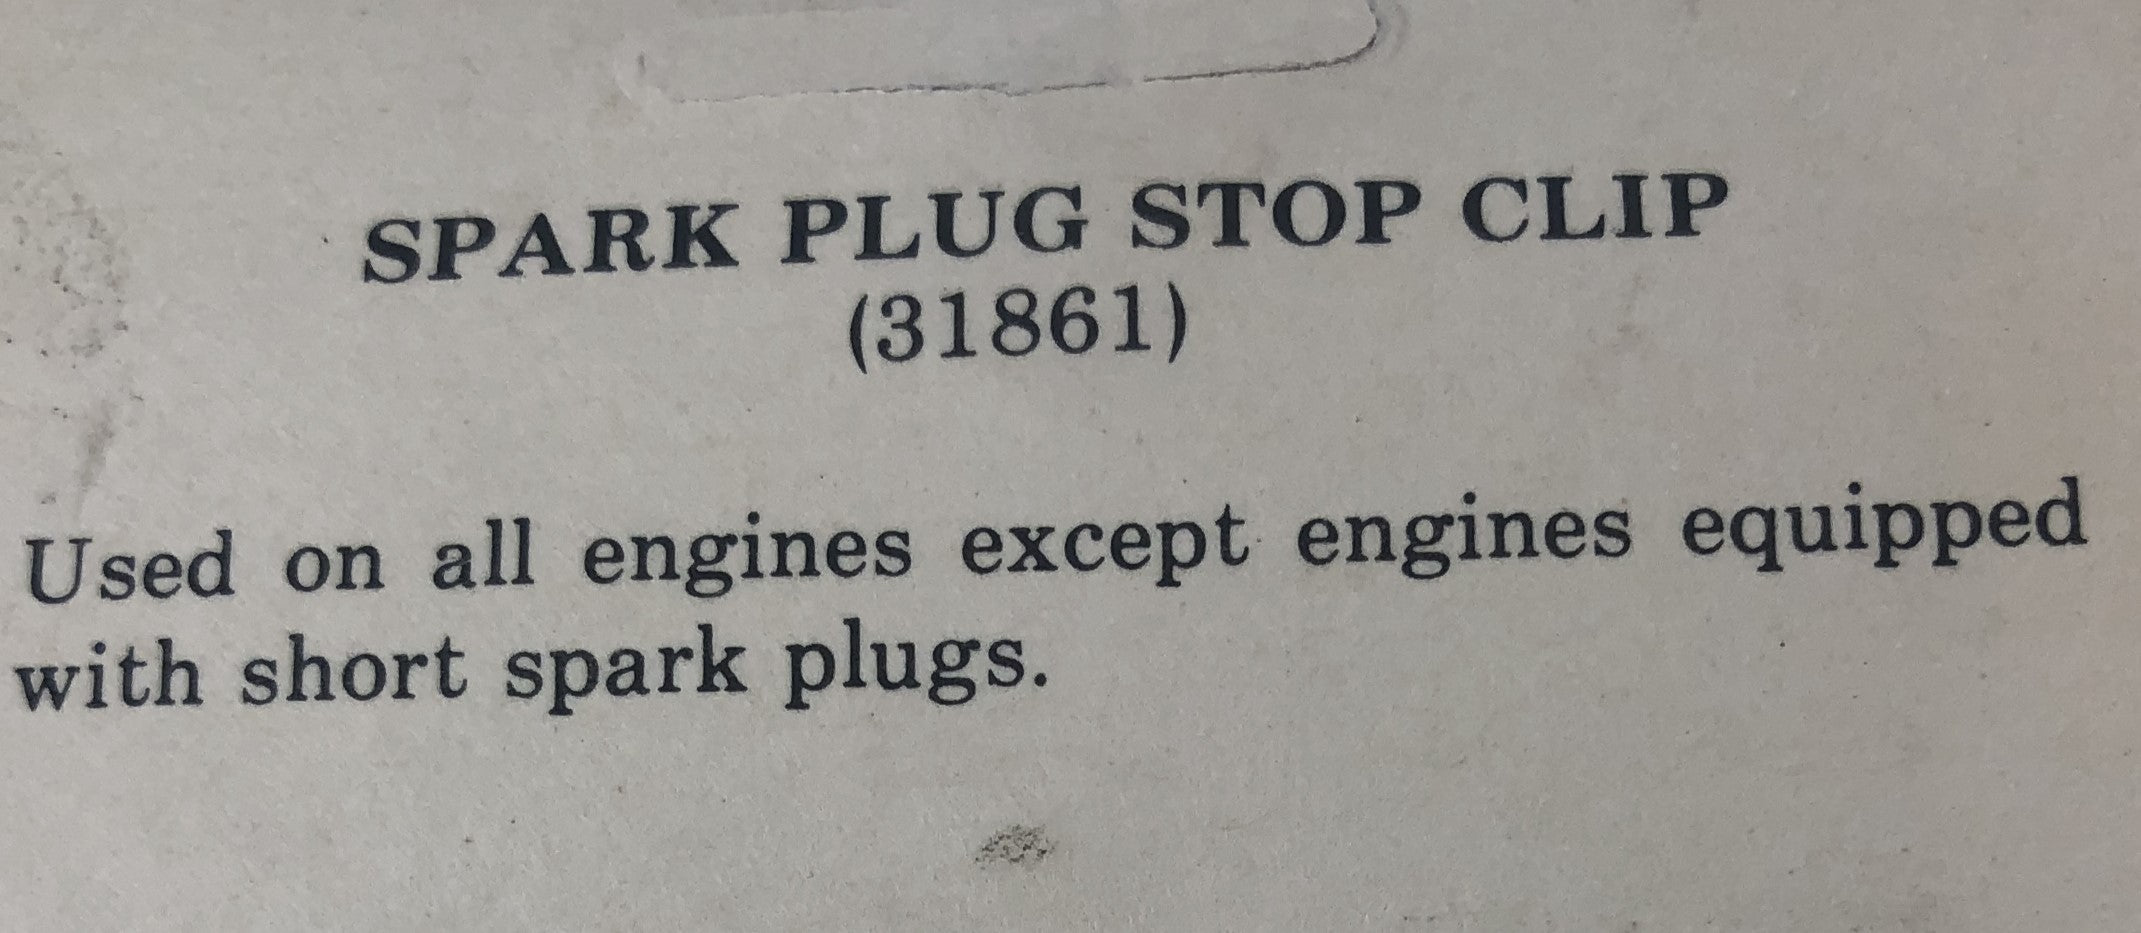 SPARK PLUG STOP CLIP
(31861)
Used on all engines except engines equipped
with short spark plugs.